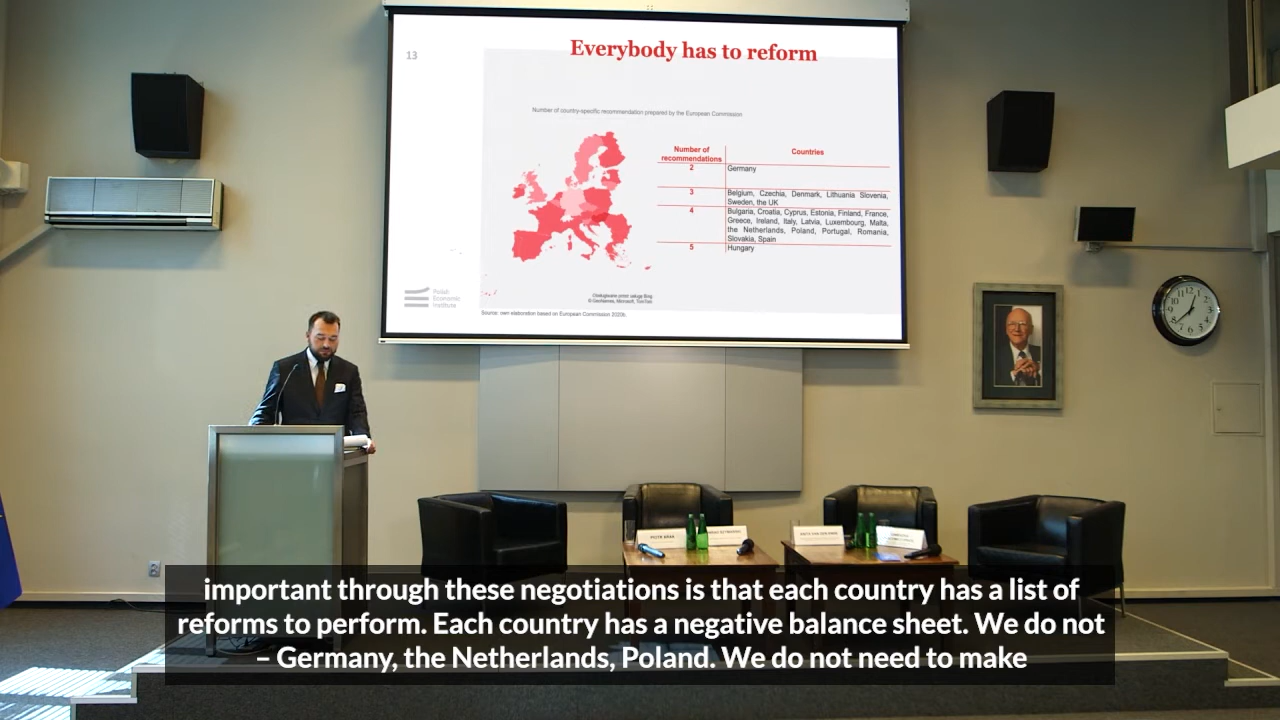 13
Everybody has to reform
Number of country-specific recommendation prepared by the European Commission
Number of recommendations Countries
2 Germany
3 Belgium, Czechia, Denmark, Lithuania Slovenia,
Sweden, the UK
4 Bulgaria, Croatia, Cyprus, Estonia, Finland, France,
Greece, Ireland, Italy, Latvia, Luxembourg, Malta,
the Netherlands, Poland, Portugal, Romania,
Slovakia, Spain
5 Hungary
Polish
Economic
Institute
© GeoNames, Microsoft, TomTom
Source: own elaboration based on European Commission 2020b.
PIOTR ARAK
important through these negotiations is that each country has a list of
reforms to perform. Each country has a negative balance sheet. We do not
– Germany, the Netherlands, Poland. We do not need to make